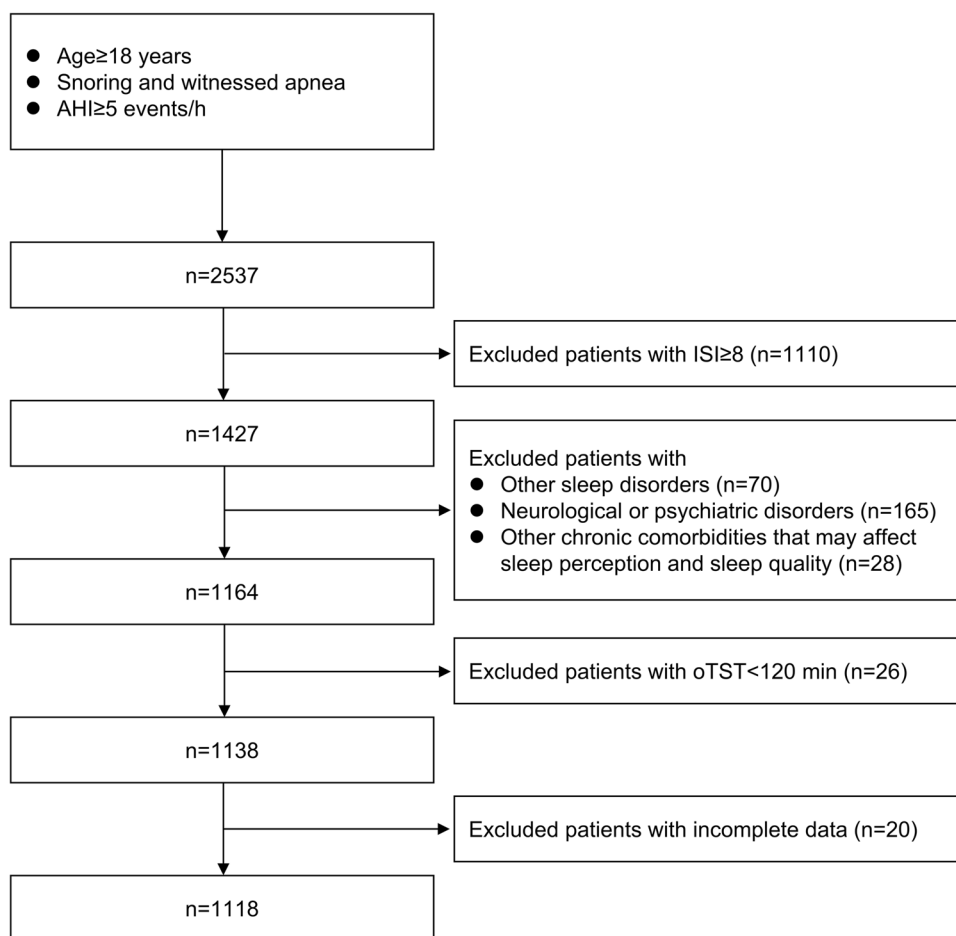 ● Age≥18 years
● Snoring and witnessed apnea
● AHI≥5 events/h
n=2537
Excluded patients with ISI≥8 (n=1110)
n=1427
Excluded patients with
● Other sleep disorders (n=70)
● Neurological or psychiatric disorders (n=165)
● Other chronic comorbidities that may affect
sleep perception and sleep quality (n=28)
n=1164
Excluded patients with oTST<120 min (n=26)
n=1138
Excluded patients with incomplete data (n=20)
n=1118